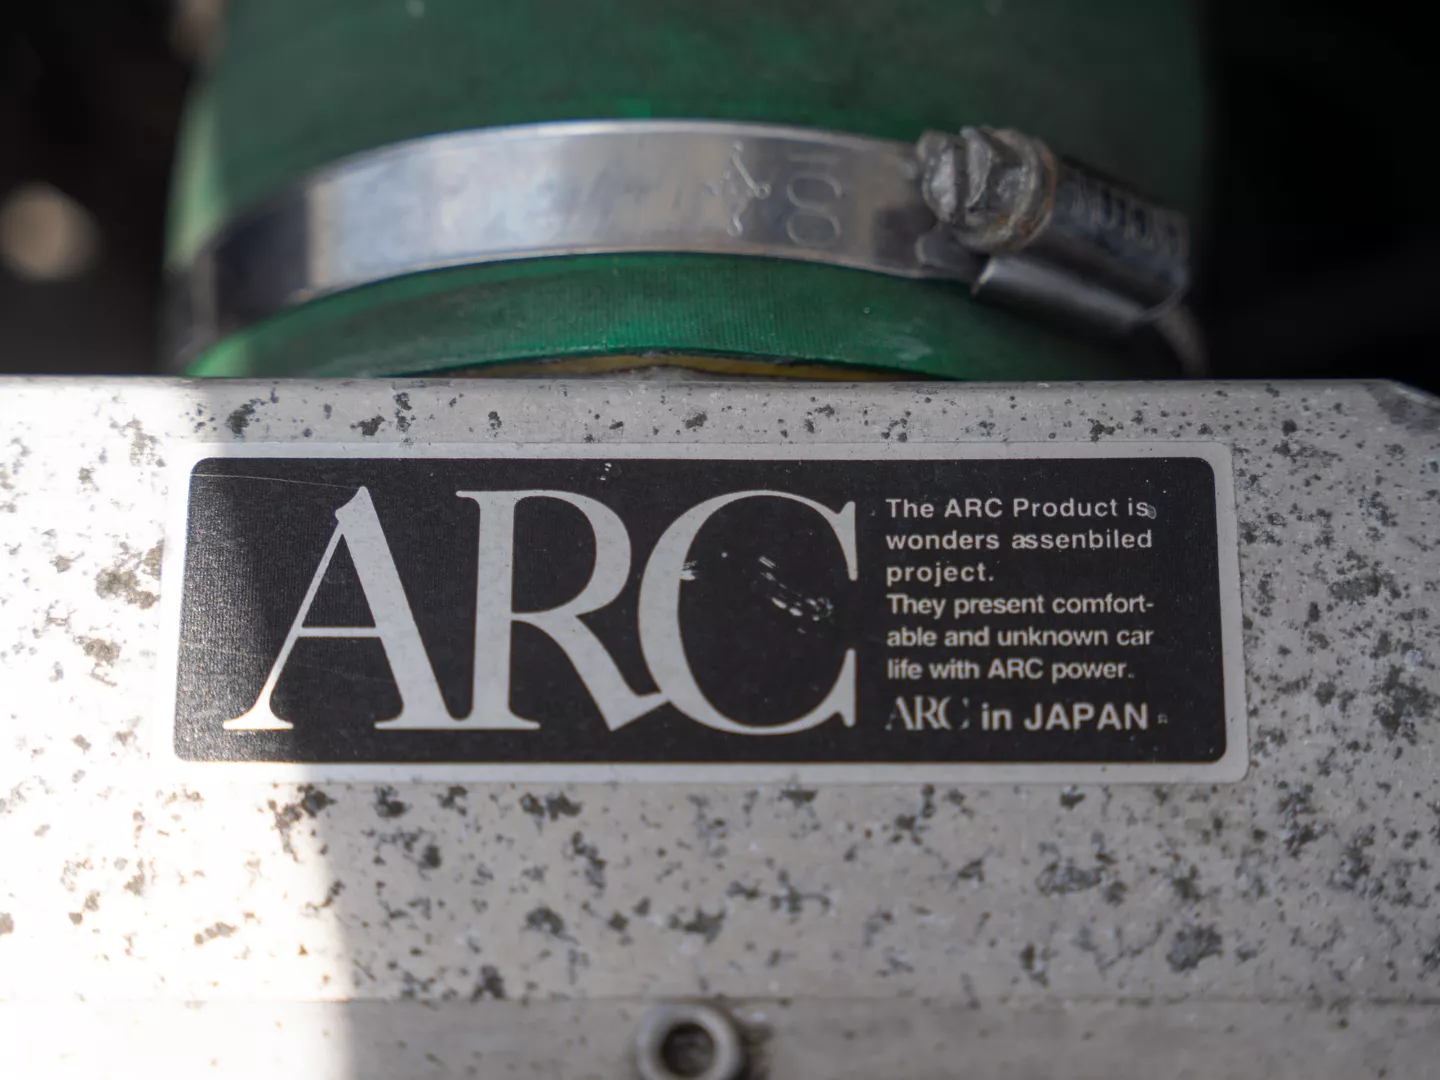 100
ARC
The ARC Product is
wonders assenbiled
project.
They present comfort-
able and unknown car
life with ARC power.
ARC in JAPAN